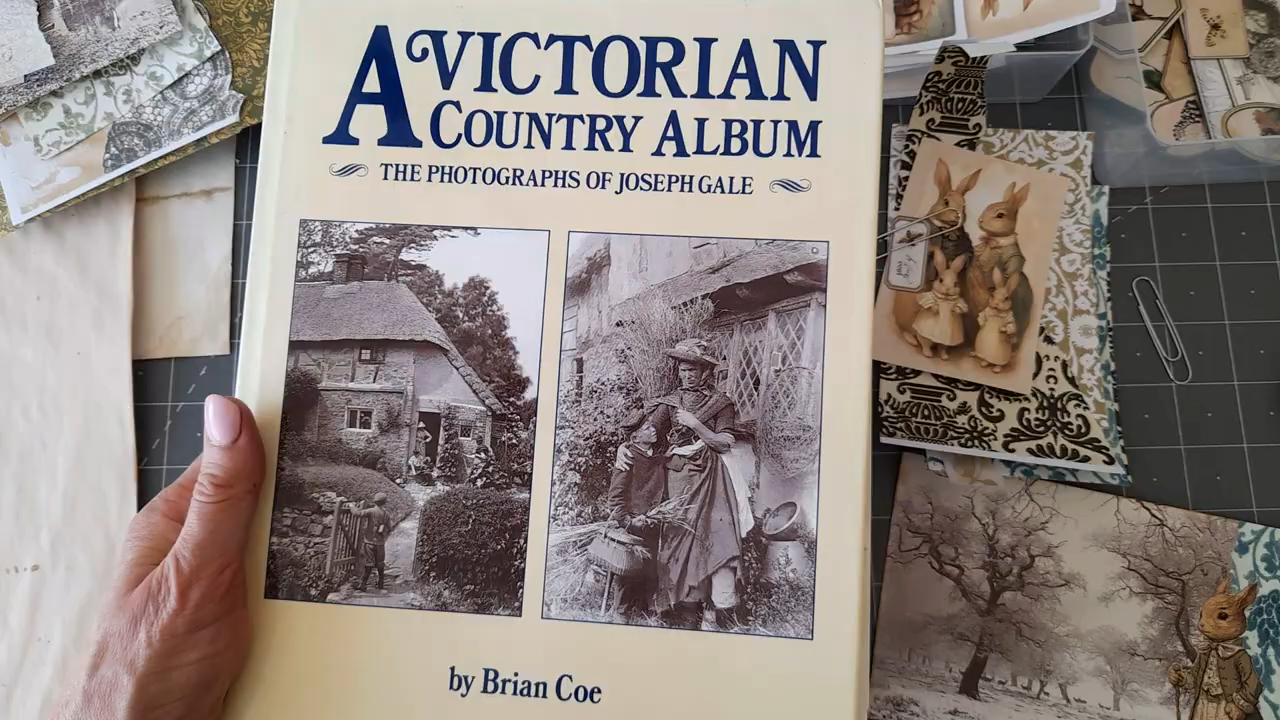 A VICTORIAN
COUNTRY ALBUM
THE PHOTOGRAPHS OF JOSEPH GALE
by Brian Coe